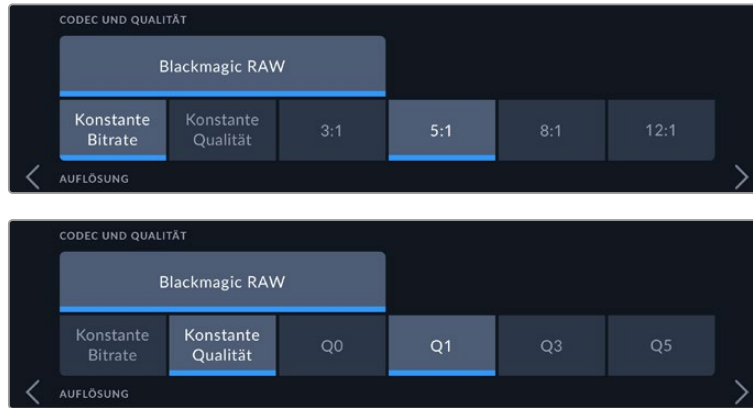 CODEC UND QUALITÄT
Blackmagic RAW
Konstante Bitrate Konstante Qualität 3:1 5:1 8:1 12:1
AUFLÖSUNG
CODEC UND QUALITÄT
Blackmagic RAW
Konstante Bitrate Konstante Qualität Q0 Q1 Q3 Q5
AUFLÖSUNG